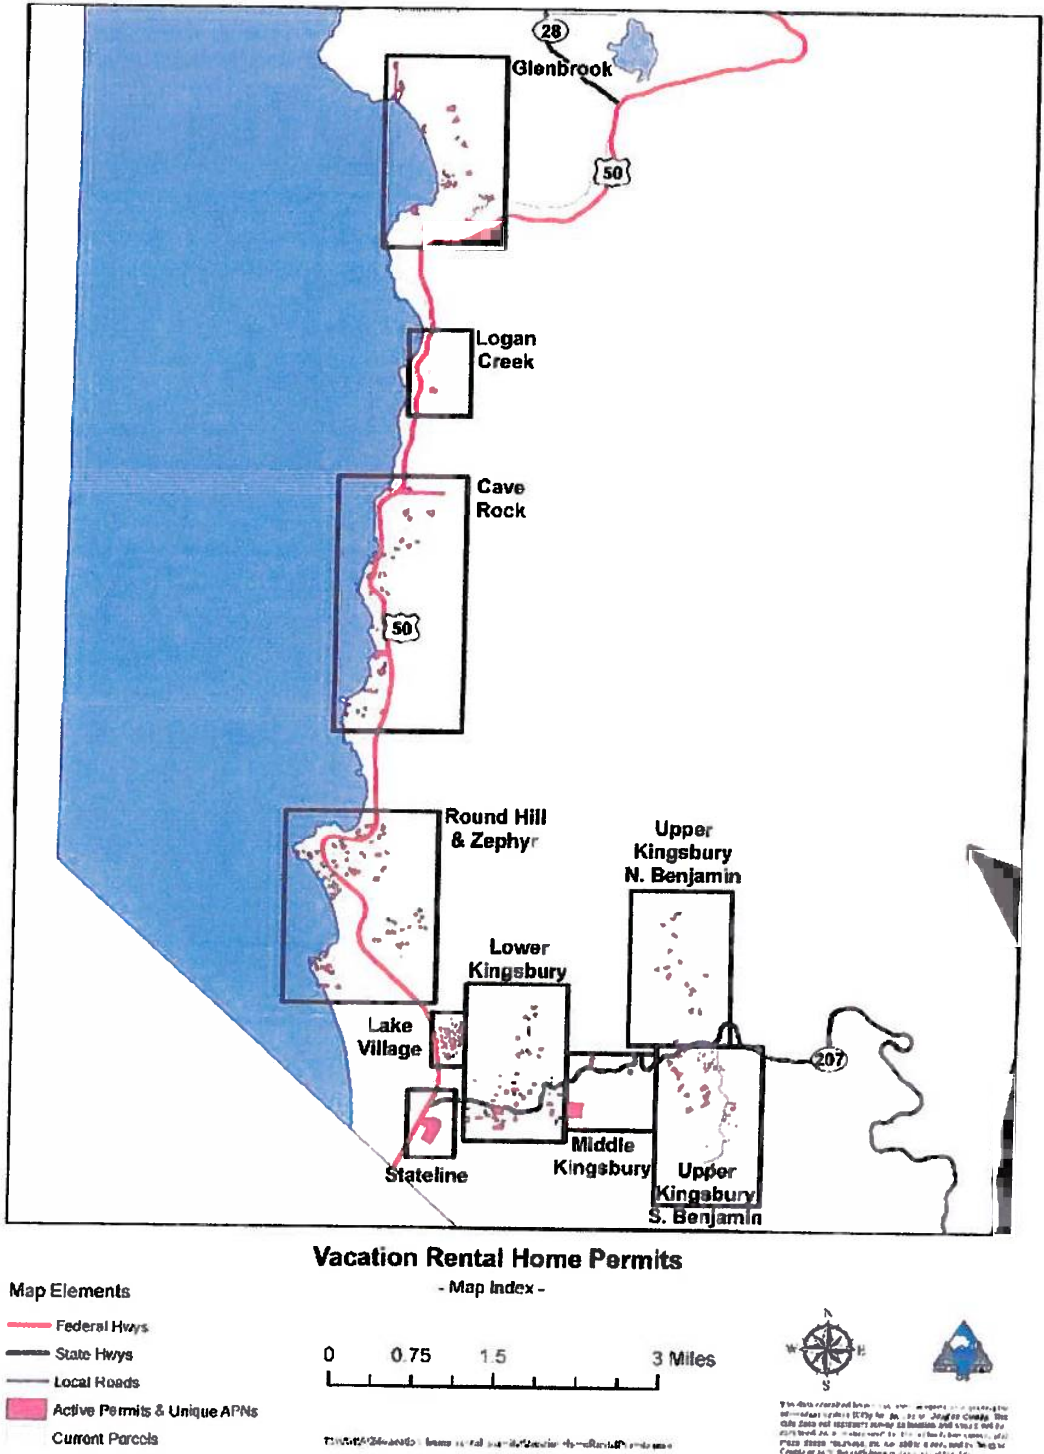 28
Glenbrook
50
Logan
Creek
Cave
Rock
50
Round Hill
& Zephyr
Upper
Kingsbury
N. Benjamin
Lower
Kingsbury
Lake
Village
207
Middle
Kingsbury
Stateline
Upper
Kingsbury
S. Benjamin
Vacation Rental Home Permits
- Map Index -
Map Elements
Federal Hwys
State Hwys
Local Roads
Active Permits & Unique APNs
Current Parcels
0 0.75 1.5 3 Miles
N
W E
S